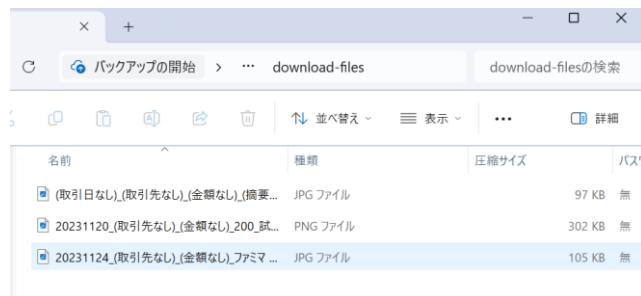 バックアップの開始 > ... download-files download-filesの検索
並べ替え 表示 ... 詳細
名前 種類 圧縮サイズ
(取引日なし)_(取引先なし)_(金額なし)_(摘要... JPG ファイル 97 KB 無
20231120_(取引先なし)_(金額なし)_200_試... PNG ファイル 302 KB 無
20231124_(取引先なし)_(金額なし)_ファミマ ... JPG ファイル 105 KB 無